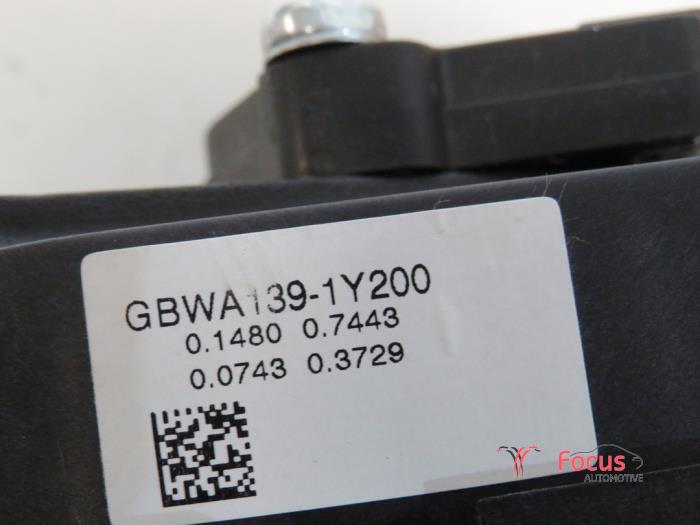 GBWA139-1Y200
0.1480 0.7443
0.0743 0.3729
Focus
AUTOMOTIVE